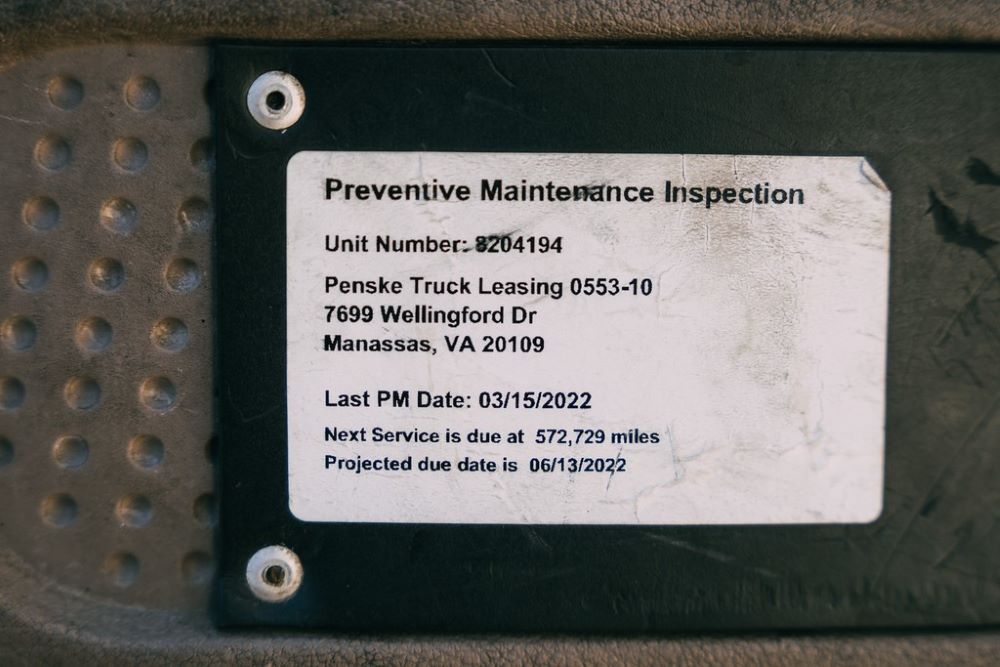 Preventive Maintenance Inspection
Unit Number: 8204194
Penske Truck Leasing 0553-10
7699 Wellingford Dr
Manassas, VA 20109
Last PM Date: 03/15/2022
Next Service is due at 572,729 miles
Projected due date is 06/13/2022